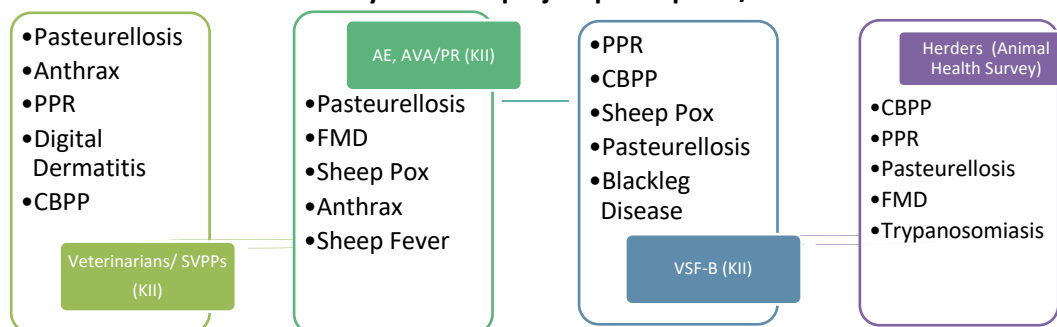 •Pasteurellosis
•Anthrax
•PPR
•Digital
Dermatitis
•CBPP
Veterinarians/ SVPPs
(KII)
AE, AVA/PR (KII)
•Pasteurellosis
•FMD
•Sheep Pox
•Anthrax
•Sheep Fever
•PPR
•CBPP
•Sheep Pox
•Pasteurellosis
•Blackleg
Disease
VSF-B (KII)
Herders (Animal
Health Survey)
•CBPP
•PPR
•Pasteurellosis
•FMD
•Trypanosomiasis